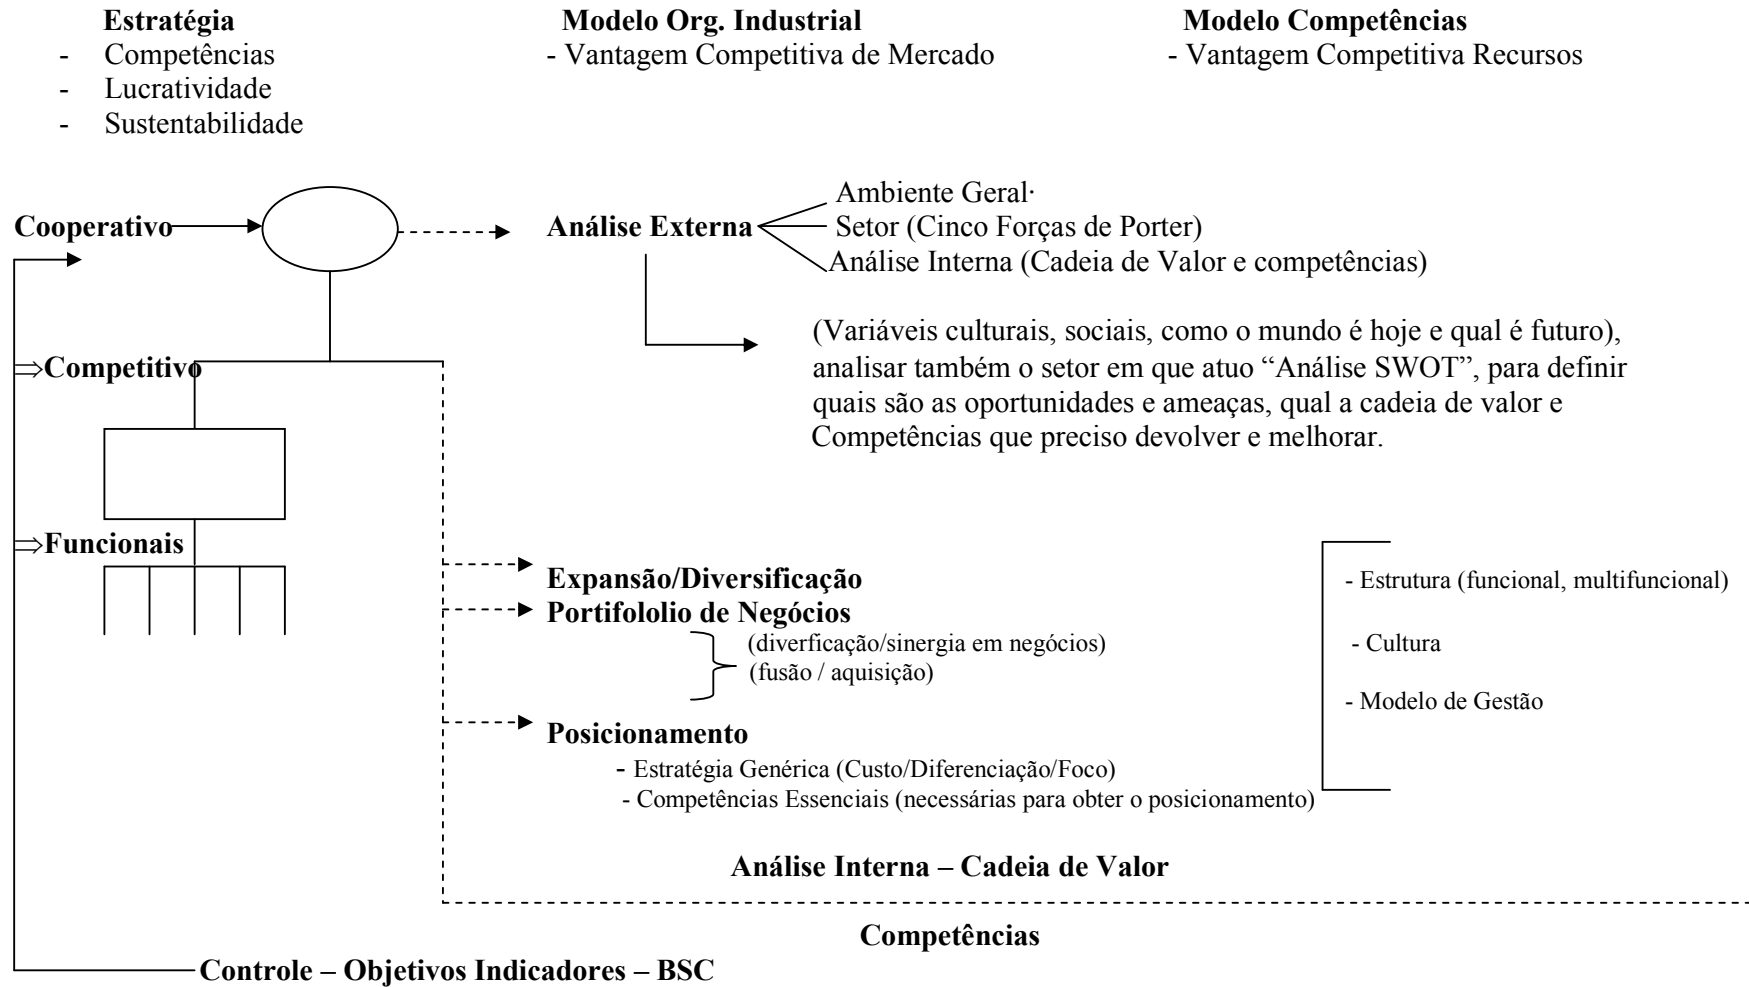 Estratégia
- Competências
- Lucratividade
- Sustentabilidade
Modelo Org. Industrial
- Vantagem Competitiva de Mercado
Modelo Competências
- Vantagem Competitiva Recursos
Cooperativo
Análise Externa
Ambiente Geral·
Setor (Cinco Forças de Porter)
Análise Interna (Cadeia de Valor e competências)
(Variáveis culturais, sociais, como o mundo é hoje e qual é futuro),
analisar também o setor em que atuo “Análise SWOT”, para definir
quais são as oportunidades e ameaças, qual a cadeia de valor e
Competências que preciso devolver e melhorar.
⇒Competitivo
⇒Funcionais
Expansão/Diversificação
Portifololio de Negócios
(diverficação/sinergia em negócios)
(fusão / aquisição)
Posicionamento
- Estratégia Genérica (Custo/Diferenciação/Foco)
- Competências Essenciais (necessárias para obter o posicionamento)
- Estrutura (funcional, multifuncional)
- Cultura
- Modelo de Gestão
Análise Interna – Cadeia de Valor
Competências
Controle – Objetivos Indicadores – BSC